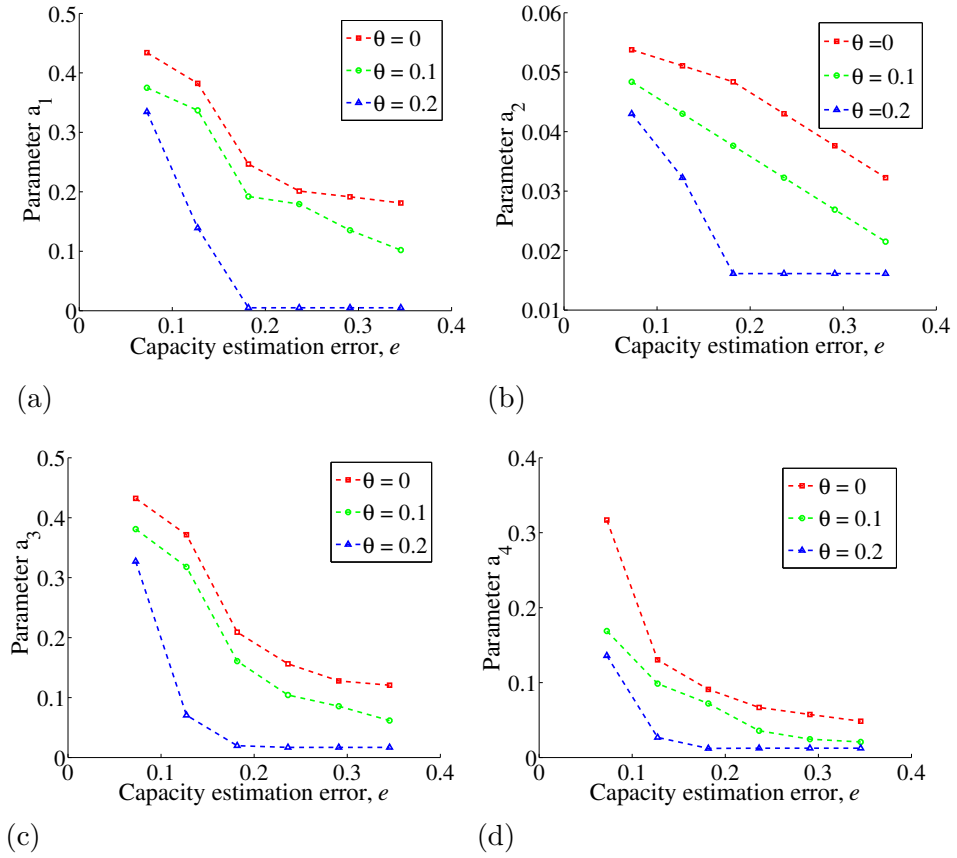 0.5
0.4
0.3
0.2
0.1
0
0 0.1 0.2 0.3 0.4
Parameter a1
Capacity estimation error, e
θ = 0
θ = 0.1
θ = 0.2
(a)
0.06
0.05
0.04
0.03
0.02
0.01
0 0.1 0.2 0.3 0.4
Parameter a2
Capacity estimation error, e
θ =0
θ = 0.1
θ =0.2
(b)
0.5
0.4
0.3
0.2
0.1
0
0 0.1 0.2 0.3 0.4
Parameter a3
Capacity estimation error, e
θ = 0
θ = 0.1
θ = 0.2
(c)
0.4
0.3
0.2
0.1
0
0 0.1 0.2 0.3 0.4
Parameter a4
Capacity estimation error, e
θ = 0
θ = 0.1
θ = 0.2
(d)